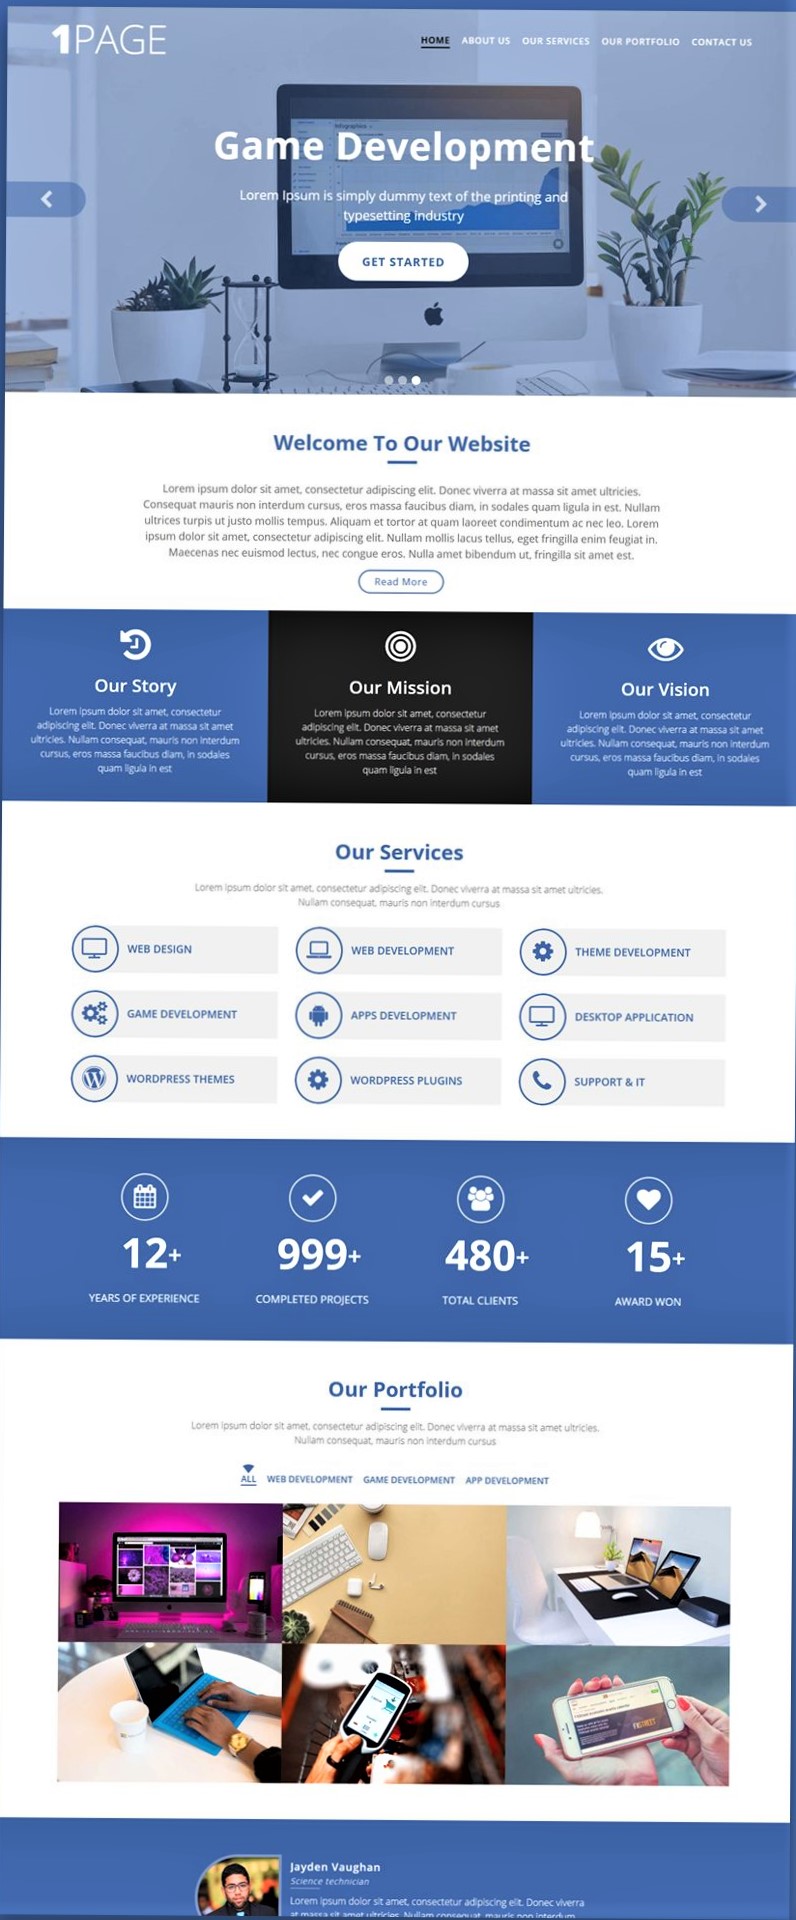 1PAGE
HOME ABOUT US OUR SERVICES OUR PORTFOLIO CONTACT US
Game Development
Lorem Ipsum is simply dummy text of the printing and
typesetting industry
GET STARTED
Welcome To Our Website
Lorem ipsum dolor sit amet, consectetur adipiscing elit. Donec viverra at massa sit amet ultricies.
Consequat mauris non interdum cursus, eros massa faucibus diam, in sodales quam ligula in est. Nullam
ultrices turpis ut justo mollis tempus. Aliquam et tortor at quam laoreet condimentum ac nec leo. Lorem
ipsum dolor sit amet, consectetur adipiscing elit. Nullam mollis lacus tellus, eget fringilla enim feugiat in.
Maecenas nec euismod lectus, nec congue eros. Nulla amet bibendum ut, fringilla sit amet est.
Read More
Our Story
Lorem ipsum dolor sit amet, consectetur
adipiscing elit. Donec viverra at massa sit amet
ultricies. Nullam consequat, mauris non interdum
cursus, eros massa faucibus diam, in sodales
quam ligula in est
Our Mission
Lorem ipsum dolor sit amet, consectetur
adipiscing elit. Donec viverra at massa sit amet
ultricies. Nullam consequat, mauris non interdum
cursus, eros massa faucibus diam, in sodales
quam ligula in est
Our Vision
Lorem ipsum dolor sit amet, consectetur
adipiscing elit. Donec viverra at massa sit amet
ultricies. Nullam consequat, mauris non interdum
cursus, eros massa faucibus diam, in sodales
quam ligula in est
Our Services
Lorem ipsum dolor sit amet, consectetur adipiscing elit. Donec viverra at massa sit amet ultricies.
Nullam consequat, mauris non interdum cursus
WEB DESIGN
WEB DEVELOPMENT
THEME DEVELOPMENT
GAME DEVELOPMENT
APPS DEVELOPMENT
DESKTOP APPLICATION
WORDPRESS THEMES
WORDPRESS PLUGINS
SUPPORT & IT
12+
999+
480+
15+
YEARS OF EXPERIENCE
COMPLETED PROJECTS
TOTAL CLIENTS
AWARD WON
Our Portfolio
Lorem ipsum dolor sit amet, consectetur adipiscing elit. Donec viverra at massa sit amet ultricies.
Nullam consequat, mauris non interdum cursus
ALL WEB DEVELOPMENT GAME DEVELOPMENT APP DEVELOPMENT
Jayden Vaughan
Science technician
Lorem ipsum dolor sit amet, consectetur adipiscing elit. Donec viverra
at massa sit amet ultricies. Nullam consequat, mauris non interdum